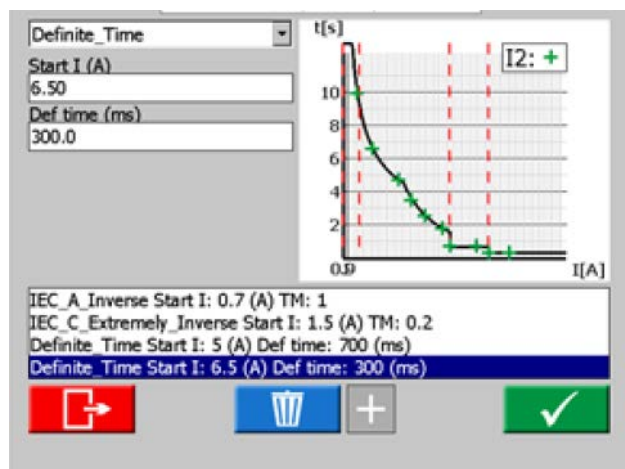 Definite_Time
Start I (A)
6.50
Def time (ms)
300.0
t[s]
I2: +
10
8
6
4
2
0.9
I[A]
IEC_A_Inverse Start I: 0.7 (A) TM: 1
IEC_C_Extremely_Inverse Start I: 1.5 (A) TM: 0.2
Definite_Time Start I: 5 (A) Def time: 700 (ms)
Definite_Time Start I: 6.5 (A) Def time: 300 (ms)